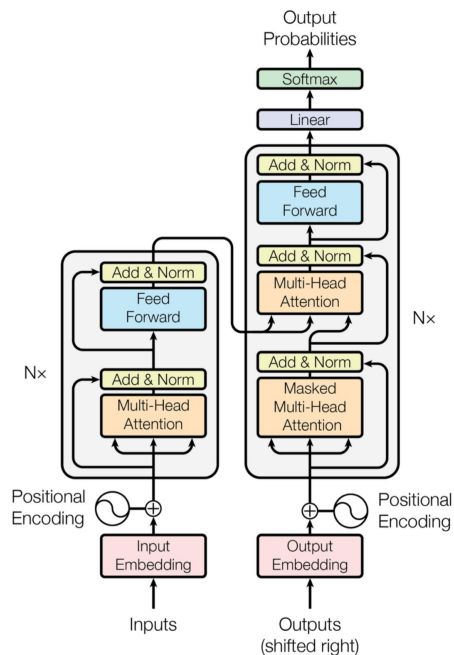 Output
Probabilities
Softmax
Linear
Add & Norm
Feed
Forward
Add & Norm
Multi-Head
Attention
Nx
Add & Norm
Masked
Multi-Head
Attention
Positional
Encoding
Output
Embedding
Outputs
(shifted right)
Add & Norm
Feed
Forward
Nx
Add & Norm
Multi-Head
Attention
Positional
Encoding
Input
Embedding
Inputs